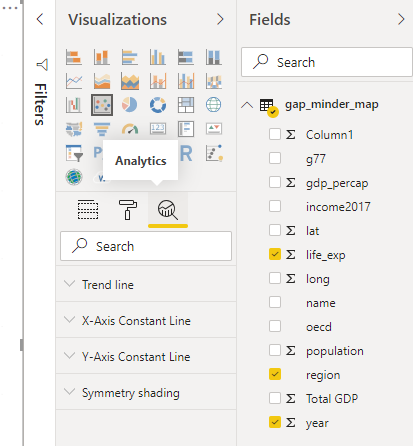 Visualizations
Fields
Filters
Search
gap_minder_map
123
R
Analytics
Column1
g77
gdp_percap
income2017
lat
Search
life_exp
long
Trend line
name
X-Axis Constant Line
oecd
Y-Axis Constant Line
population
region
Symmetry shading
Total GDP
year